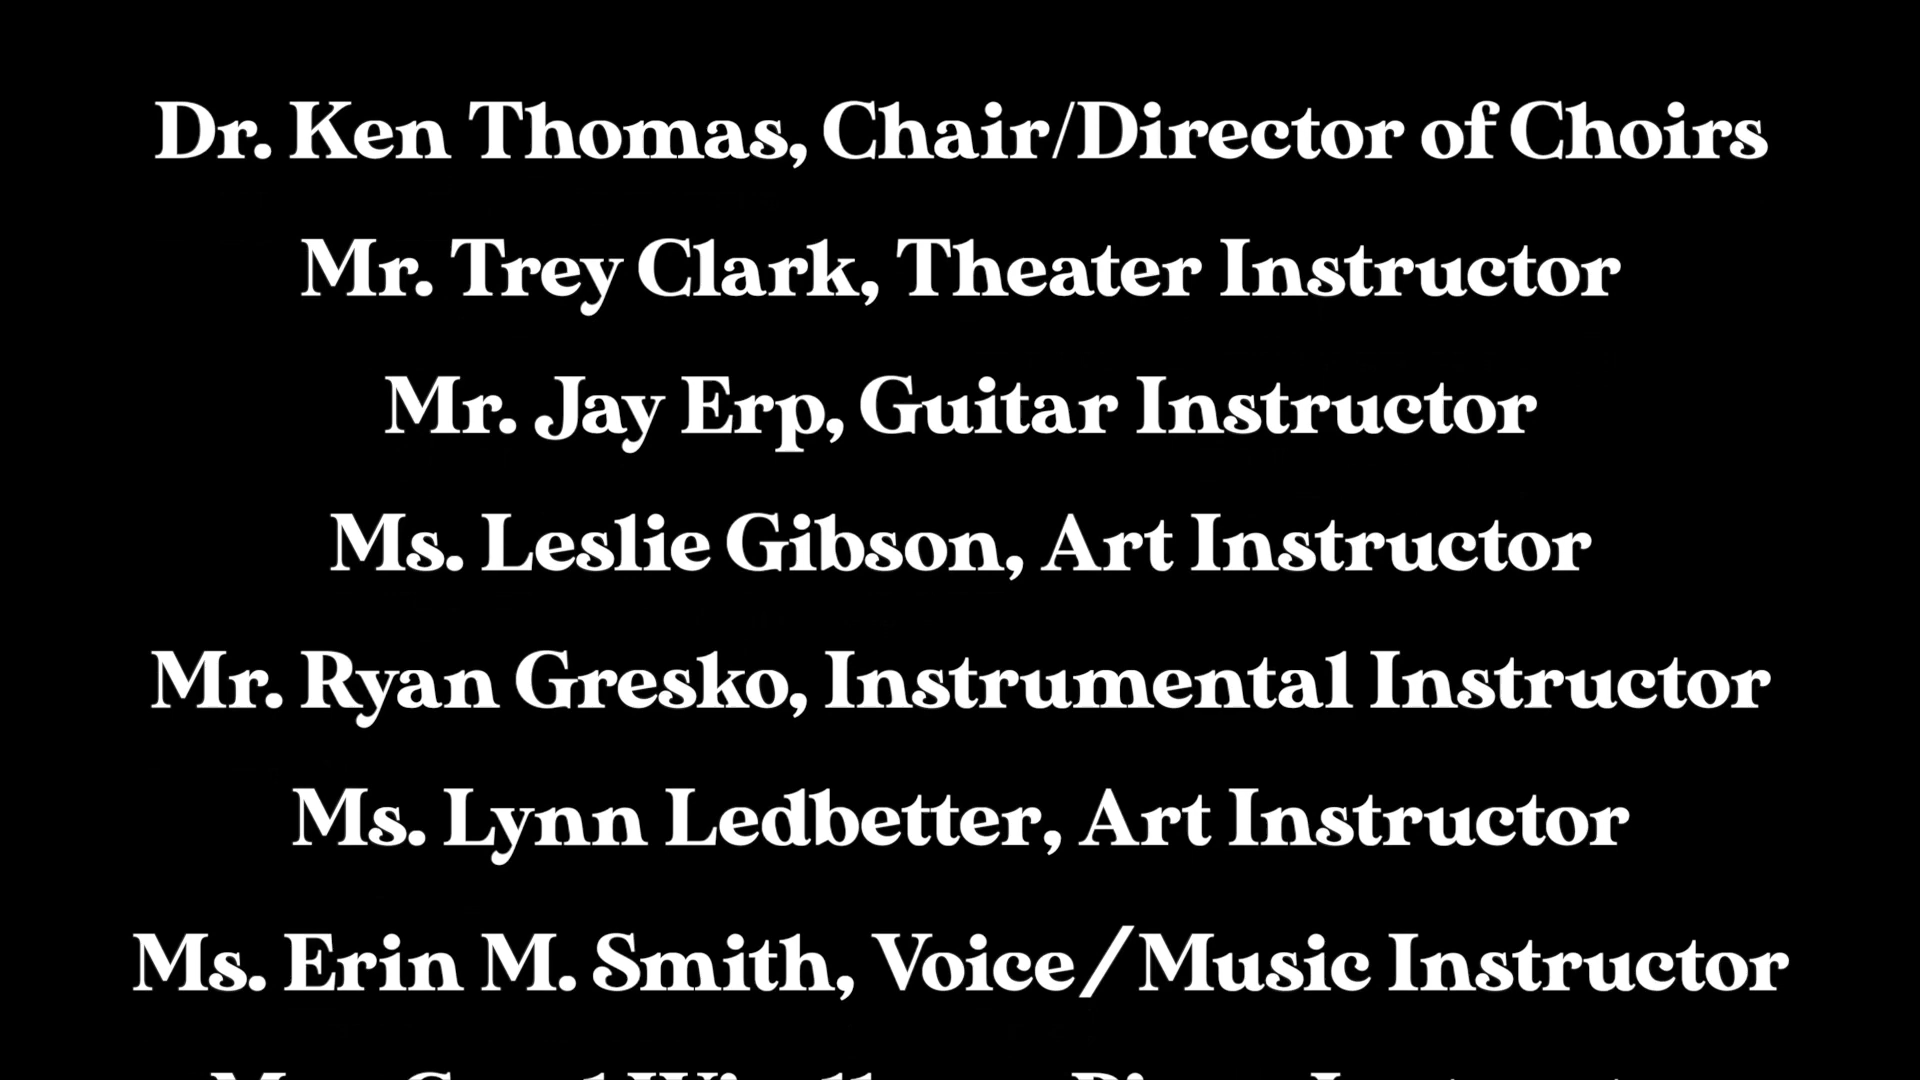 Dr. Ken Thomas, Chair/Director of Choirs
Mr. Trey Clark, Theater Instructor
Mr. Jay Erp, Guitar Instructor
Ms. Leslie Gibson, Art Instructor
Mr. Ryan Gresko, Instrumental Instructor
Ms. Lynn Ledbetter, Art Instructor
Ms. Erin M. Smith, Voice/Music Instructor